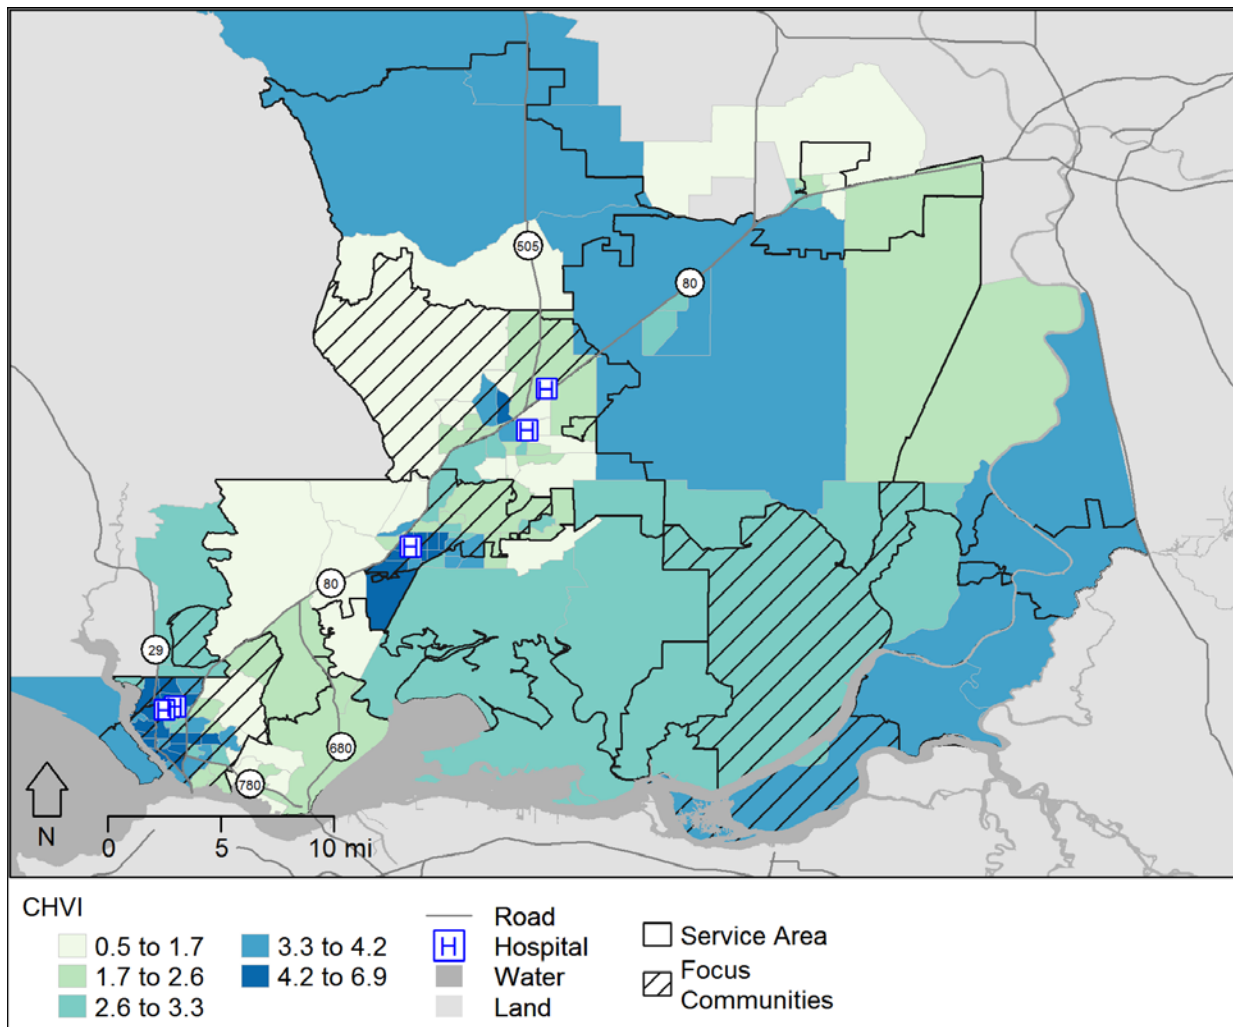 505
80
80
29
680
780
N
0 5 10 mi
H
H
H
H
H
CHVI
0.5 to 1.7
1.7 to 2.6
2.6 to 3.3
3.3 to 4.2
4.2 to 6.9
Road
H Hospital
Water
Land
Service Area
Focus
Communities